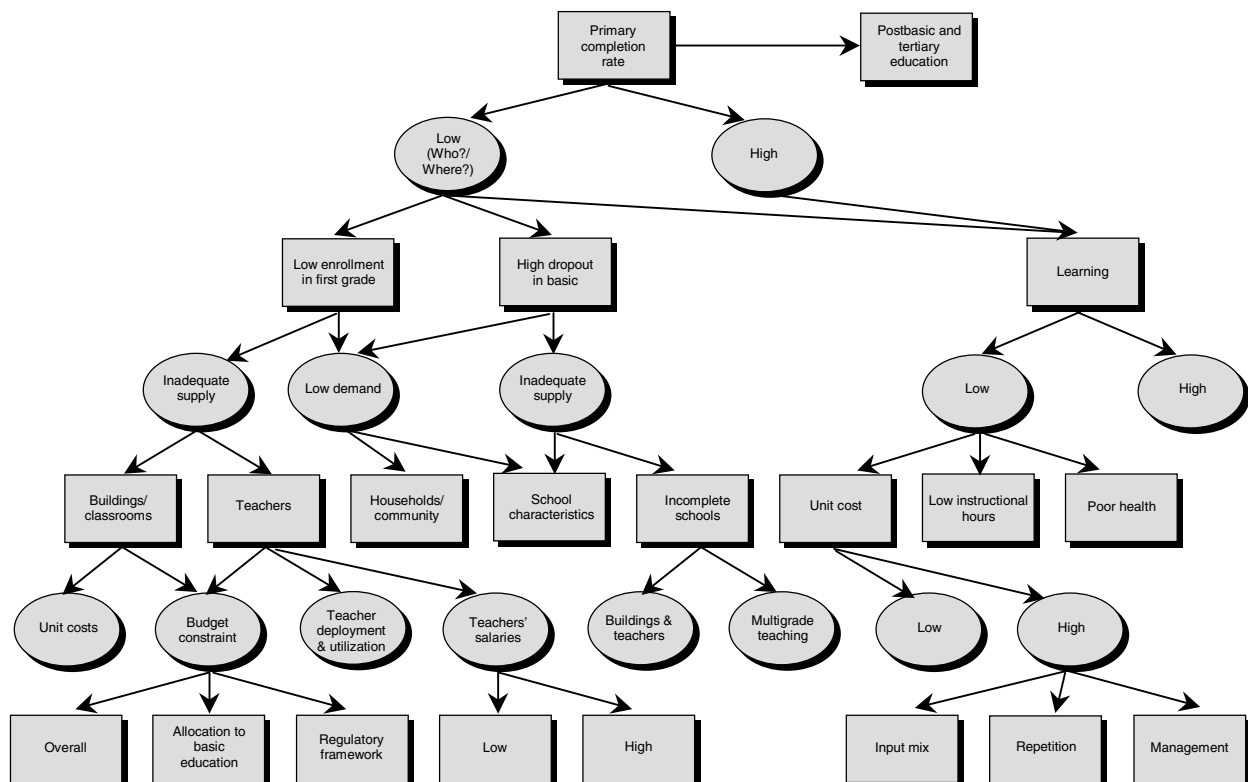 Primary
completion
rate
Postbasic and
tertiary
education
Low
(Who?/
Where?)
High
Low enrollment
in first grade
High dropout
in basic
Learning
Inadequate
supply
Low demand
Inadequate
supply
Low
High
Buildings/
classrooms
Teachers
Households/
community
School
characteristics
Incomplete
schools
Unit cost
Low instructional
hours
Poor health
Unit costs
Budget
constraint
Teacher
deployment
& utilization
Teachers’
salaries
Buildings &
teachers
Multigrade
teaching
Low
High
Overall
Allocation to
basic
education
Regulatory
framework
Low
High
Input mix
Repetition
Management